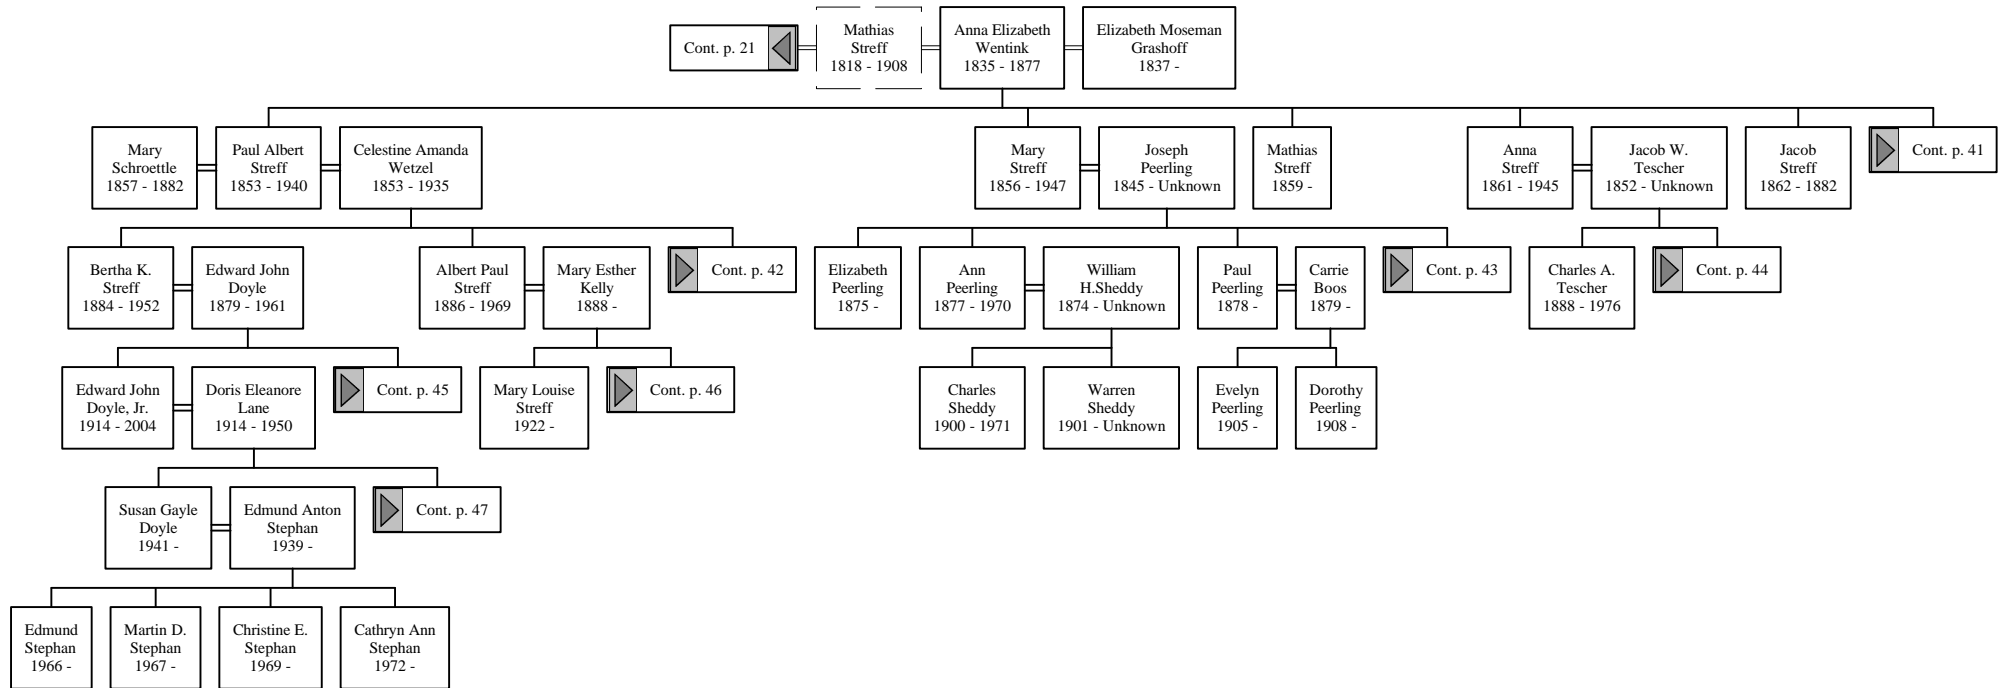 Cont. p. 21
Mathias
Streff
1818 - 1908
Anna Elizabeth
Wentink
1835 - 1877
Elizabeth Moseman
Grashoff
1837 -
Mary
Schroettle
1857 - 1882
Paul Albert
Streff
1853 - 1940
Celestine Amanda
Wetzel
1853 - 1935
Mary
Streff
1856 - 1947
Joseph
Peerling
1845 - Unknown
Mathias
Streff
1859 -
Anna
Streff
1861 - 1945
Jacob W.
Tescher
1852 - Unknown
Jacob
Streff
1862 - 1882
Cont. p. 41
Bertha K.
Streff
1884 - 1952
Edward John
Doyle
1879 - 1961
Albert Paul
Streff
1886 - 1969
Mary Esther
Kelly
1888 -
Cont. p. 42
Elizabeth
Peerling
1875 -
Ann
Peerling
1877 - 1970
William
H.Sheddy
1874 - Unknown
Paul
Peerling
1878 -
Carrie
Boos
1879 -
Cont. p. 43
Charles A.
Tescher
1888 - 1976
Cont. p. 44
Edward John
Doyle, Jr.
1914 - 2004
Doris Eleanore
Lane
1914 - 1950
Cont. p. 45
Mary Louise
Streff
1922 -
Cont. p. 46
Charles
Sheddy
1900 - 1971
Warren
Sheddy
1901 - Unknown
Evelyn
Peerling
1905 -
Dorothy
Peerling
1908 -
Susan Gayle
Doyle
1941 -
Edmund Anton
Stephan
1939 -
Cont. p. 47
Edmund
Stephan
1966 -
Martin D.
Stephan
1967 -
Christine E.
Stephan
1969 -
Cathryn Ann
Stephan
1972 -